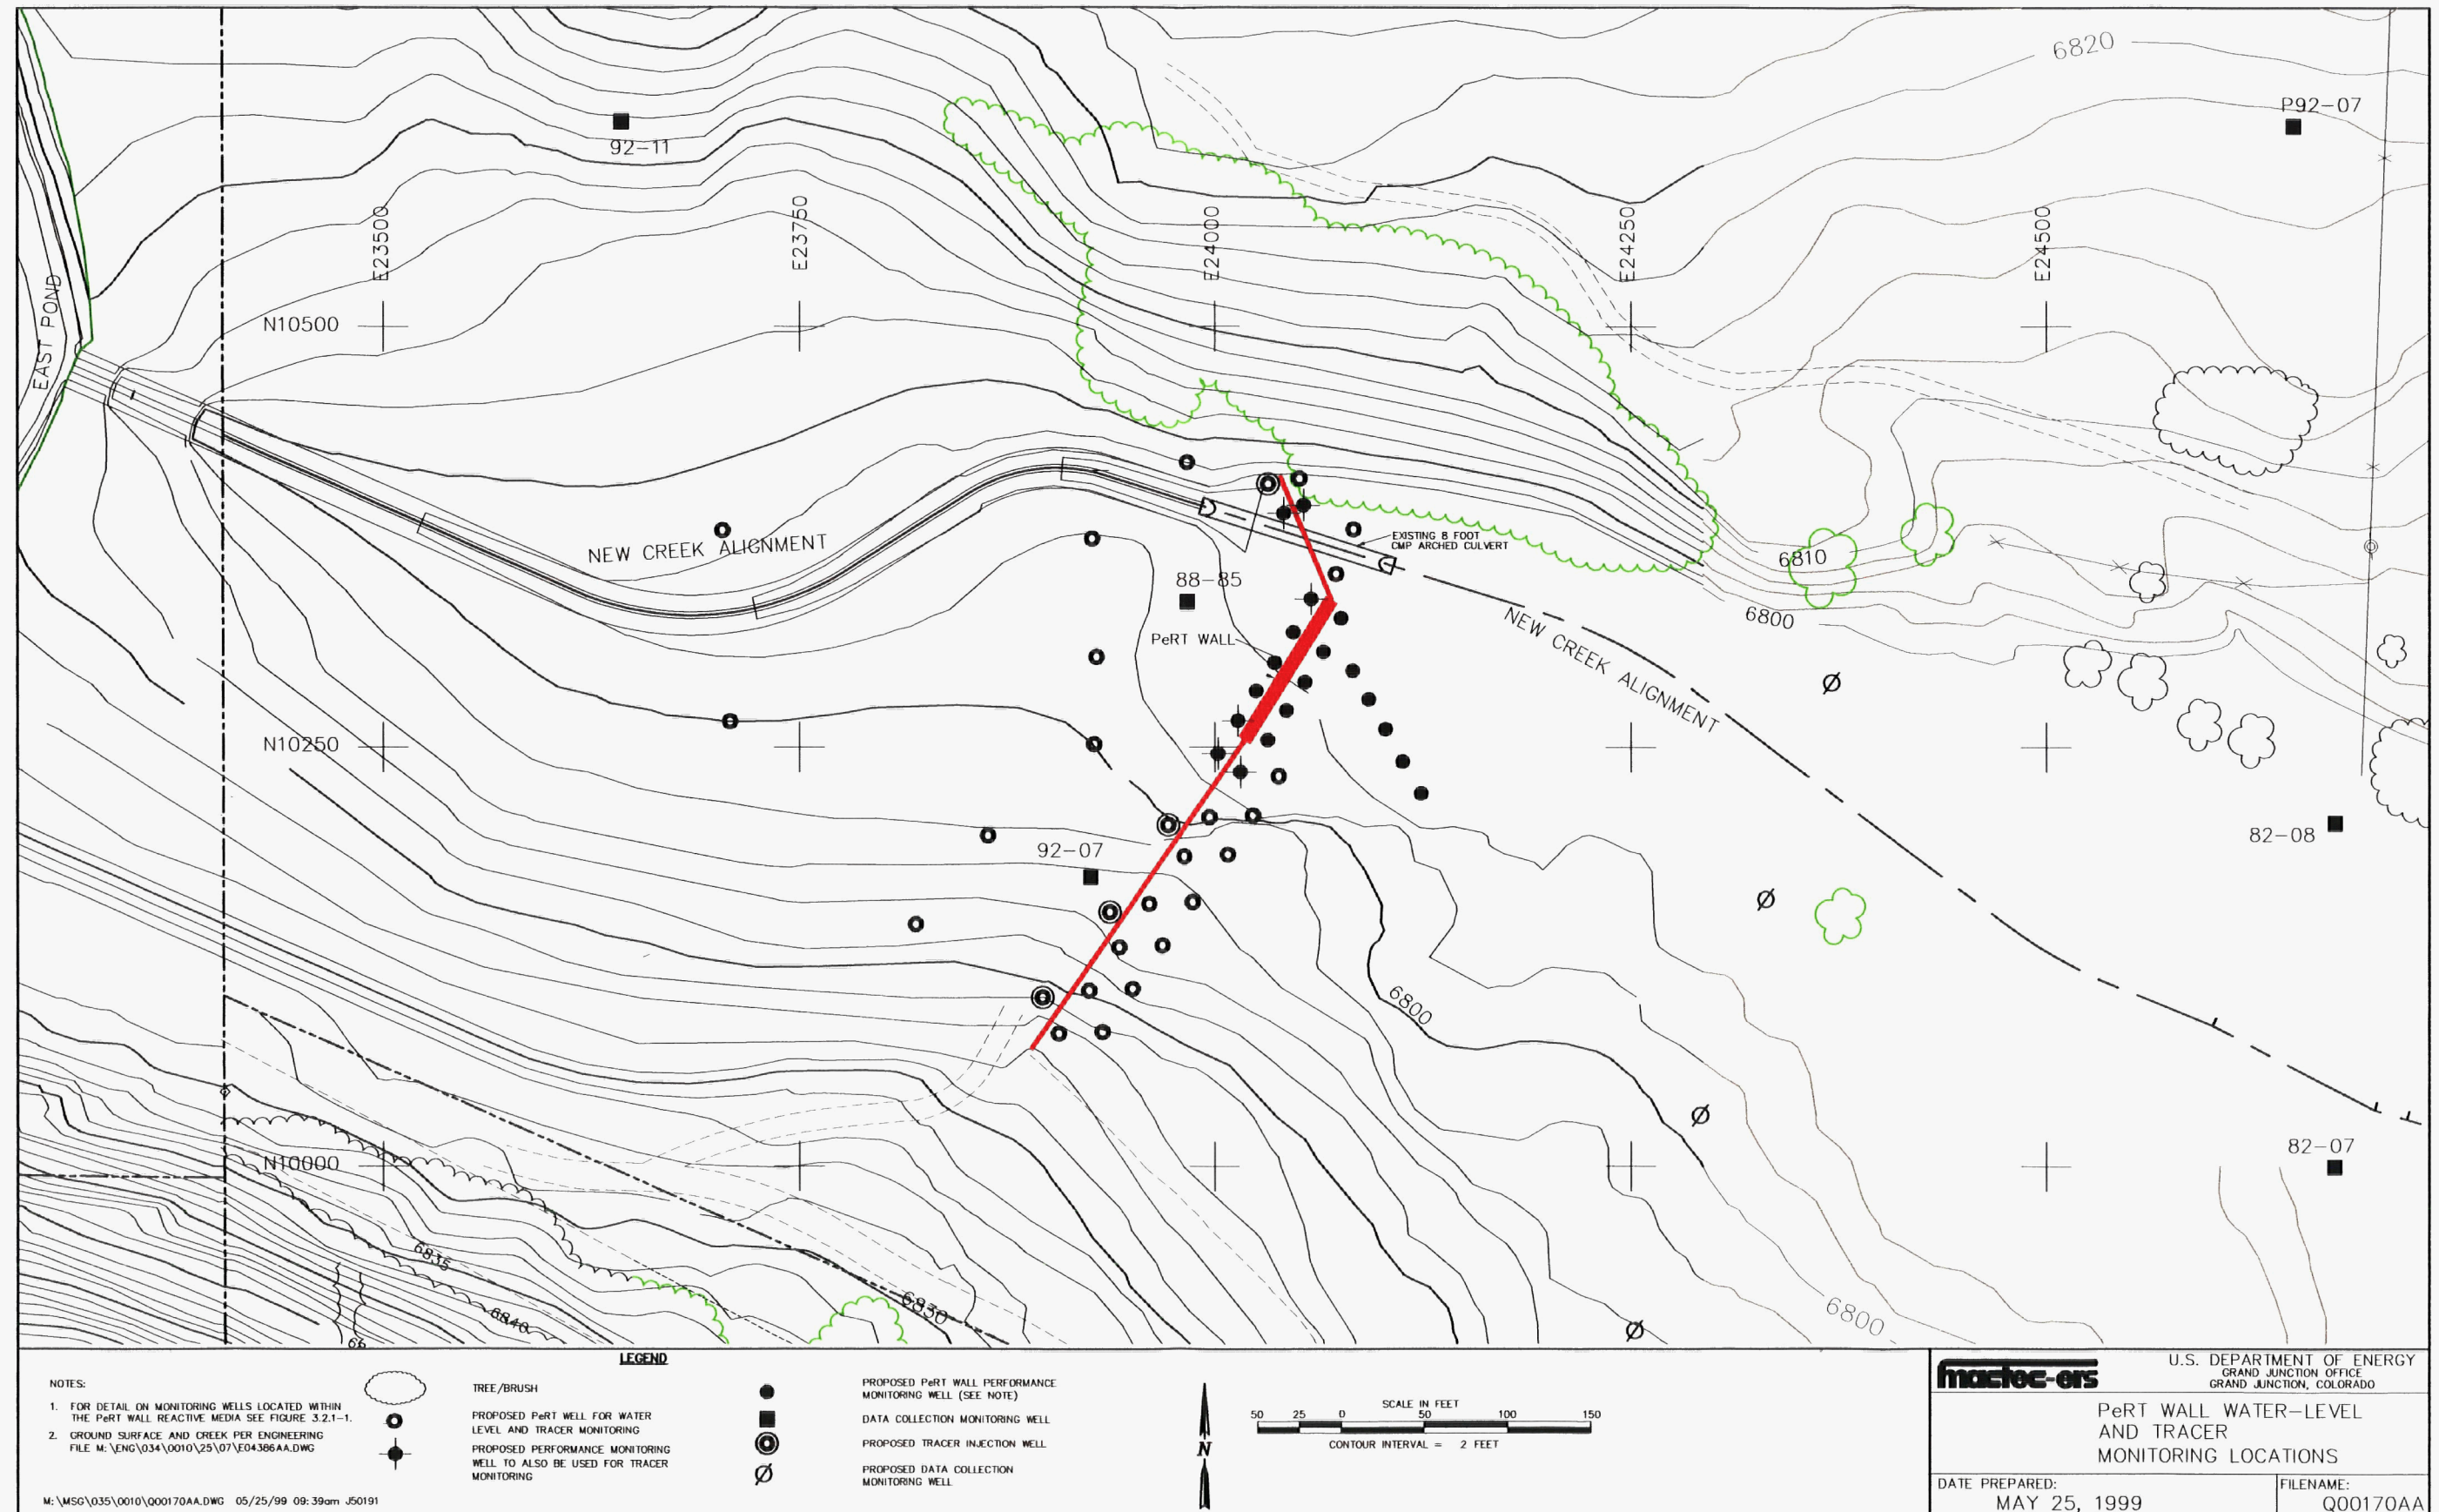 6820
P92-07
92-11
E23500
E23750
E24000
E24250
E24500
EAST POND
N10500
NEW CREEK ALIGNMENT
EXISTING 8 FOOT
CMP ARCHED CULVERT
6810
88-85
6800
PeRT WALL
NEW CREEK ALIGNMENT
N10250
82-08
92-07
6800
82-07
N10000
6835
6830
6840
6800
LEGEND
NOTES:
1. FOR DETAIL ON MONITORING WELLS LOCATED WITHIN
THE PeRT WALL REACTIVE MEDIA SEE FIGURE 3.2.1-1.
2. GROUND SURFACE AND CREEK PER ENGINEERING
FILE M:\ENG\034\0010\25\07\E04386AA.DWG
TREE/BRUSH
PROPOSED PeRT WELL FOR WATER
LEVEL AND TRACER MONITORING
PROPOSED PERFORMANCE MONITORING
WELL TO ALSO BE USED FOR TRACER
MONITORING
PROPOSED PeRT WALL PERFORMANCE
MONITORING WELL (SEE NOTE)
DATA COLLECTION MONITORING WELL
PROPOSED TRACER INJECTION WELL
PROPOSED DATA COLLECTION
MONITORING WELL
N
SCALE IN FEET
50 25 0 50 100 150
CONTOUR INTERVAL = 2 FEET
M:\MSG\035\0010\Q00170AA.DWG 05/25/99 09:39am J50191
mactec-ers
U.S. DEPARTMENT OF ENERGY
GRAND JUNCTION OFFICE
GRAND JUNCTION, COLORADO
PeRT WALL WATER-LEVEL
AND TRACER
MONITORING LOCATIONS
DATE PREPARED:
MAY 25, 1999
FILENAME:
Q00170AA